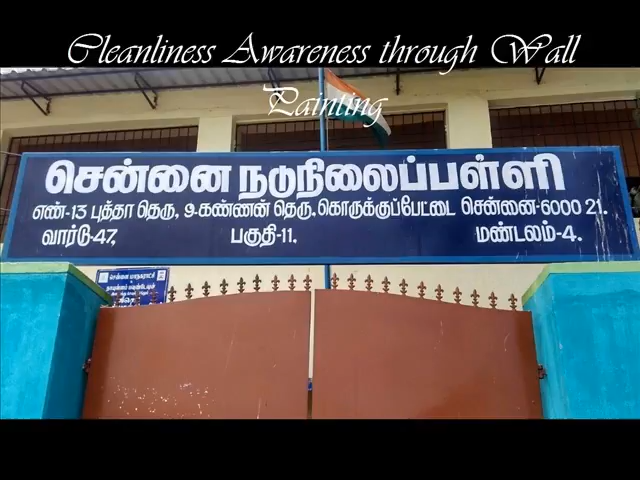 Cleanliness Awareness through Wall
Painting
சென்னை நடுநிலைப்பள்ளி
எண்-13 புத்தா தெரு, 9-கண்ணன் தெரு, கொருக்குப்பேட்டை சென்னை-6000 21.
வார்டு-47, பகுதி-11, மண்டலம்-4.
சென்னை மாநகராட்சி